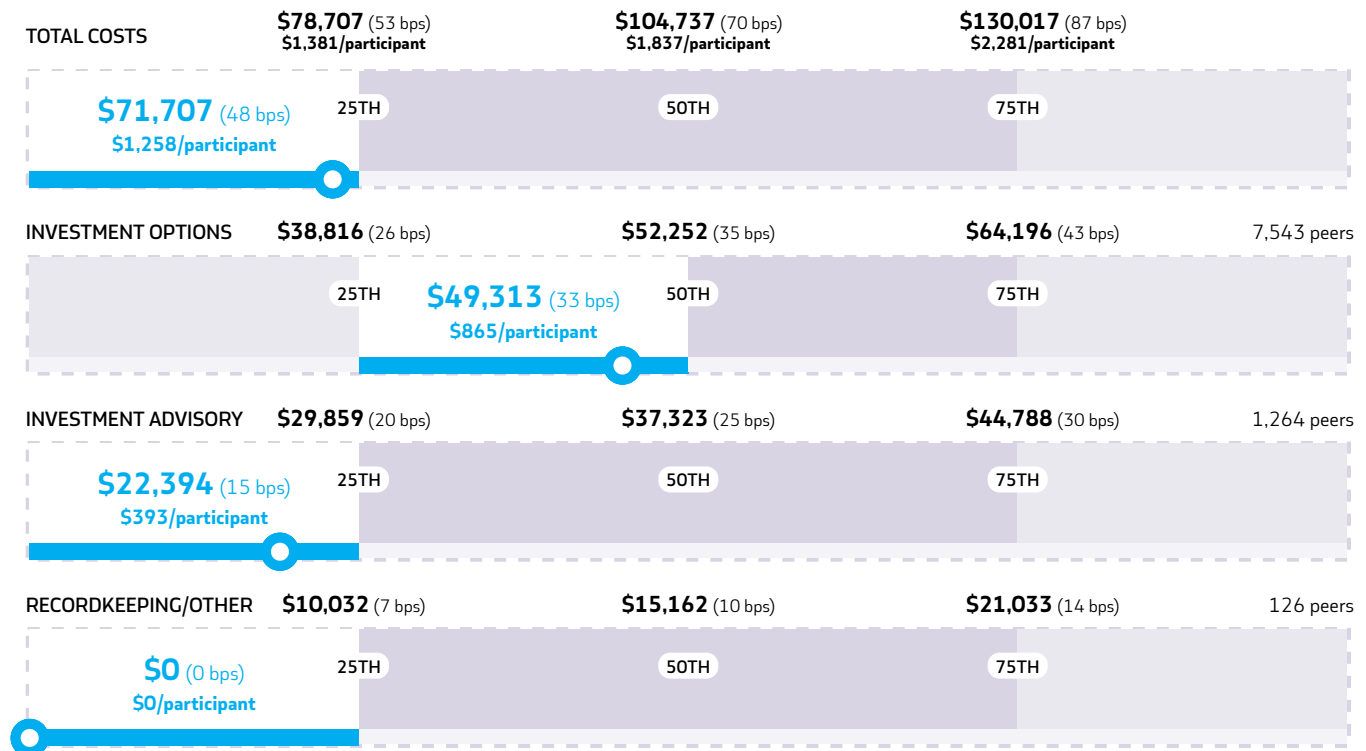 TOTAL COSTS
$78,707 (53 bps)
$1,381/participant
$104,737 (70 bps)
$1,837/participant
$130,017 (87 bps)
$2,281/participant
$71,707 (48 bps)
$1,258/participant
25TH
50TH
75TH
INVESTMENT OPTIONS
$38,816 (26 bps)
$52,252 (35 bps)
$64,196 (43 bps)
7,543 peers
25TH
$49,313 (33 bps)
$865/participant
50TH
75TH
INVESTMENT ADVISORY
$29,859 (20 bps)
$37,323 (25 bps)
$44,788 (30 bps)
1,264 peers
$22,394 (15 bps)
$393/participant
25TH
50TH
75TH
RECORDKEEPING/OTHER
$10,032 (7 bps)
$15,162 (10 bps)
$21,033 (14 bps)
126 peers
$0 (0 bps)
$0/participant
25TH
50TH
75TH